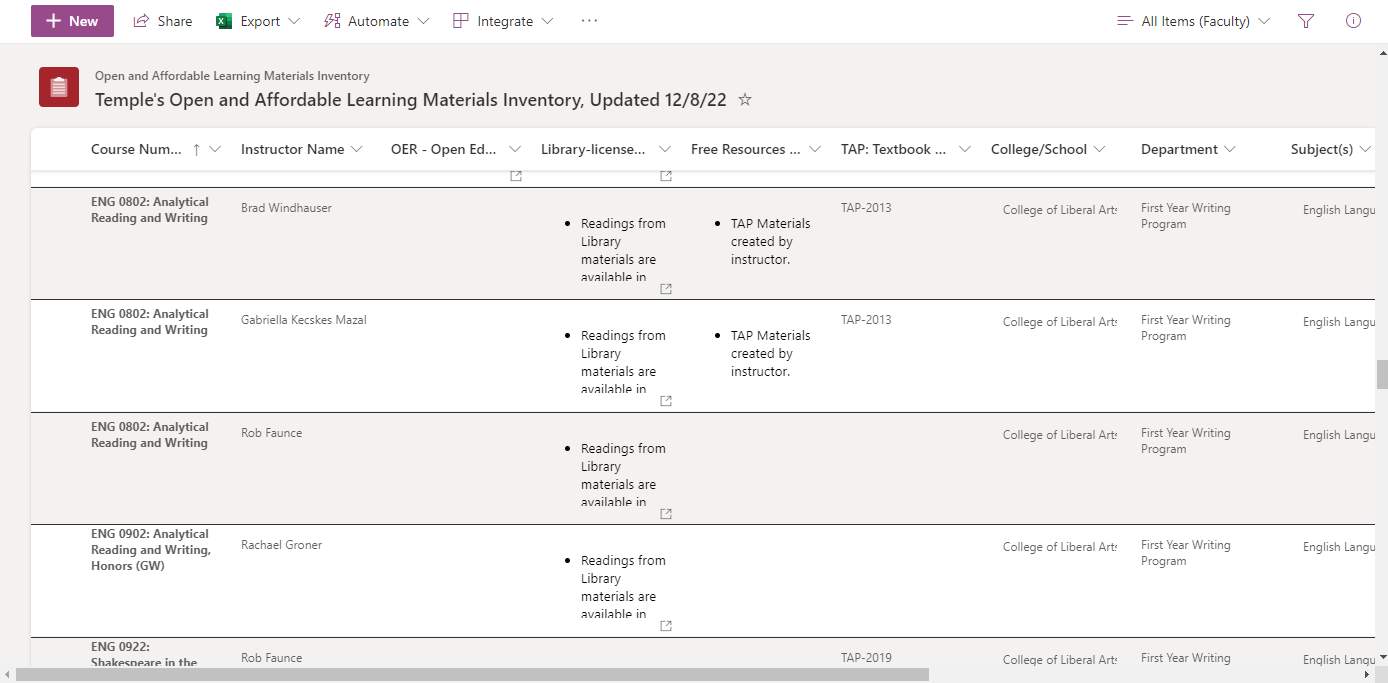 New Share Export Automate Integrate ··· All Items (Faculty)
Open and Affordable Learning Materials Inventory
Temple's Open and Affordable Learning Materials Inventory, Updated 12/8/22
Course Num... Instructor Name OER - Open Ed... Library-license... Free Resources ... TAP: Textbook ... College/School Department Subject(s)
ENG 0802: Analytical
Reading and Writing
Brad Windhauser
• Readings from
Library
materials are
available in
• TAP Materials
created by
instructor.
TAP-2013
College of Liberal Arts
First Year Writing
Program
English Langu
ENG 0802: Analytical
Reading and Writing
Gabriella Kecskes Mazal
• Readings from
Library
materials are
available in
• TAP Materials
created by
instructor.
TAP-2013
College of Liberal Arts
First Year Writing
Program
English Langu
ENG 0802: Analytical
Reading and Writing
Rob Faunce
• Readings from
Library
materials are
available in
College of Liberal Arts
First Year Writing
Program
English Langu
ENG 0902: Analytical
Reading and Writing,
Honors (GW)
Rachael Groner
• Readings from
Library
materials are
available in
College of Liberal Arts
First Year Writing
Program
English Langu
ENG 0922:
Shakespeare in the
Rob Faunce
TAP-2019
College of Liberal Arts
First Year Writing
English Langu